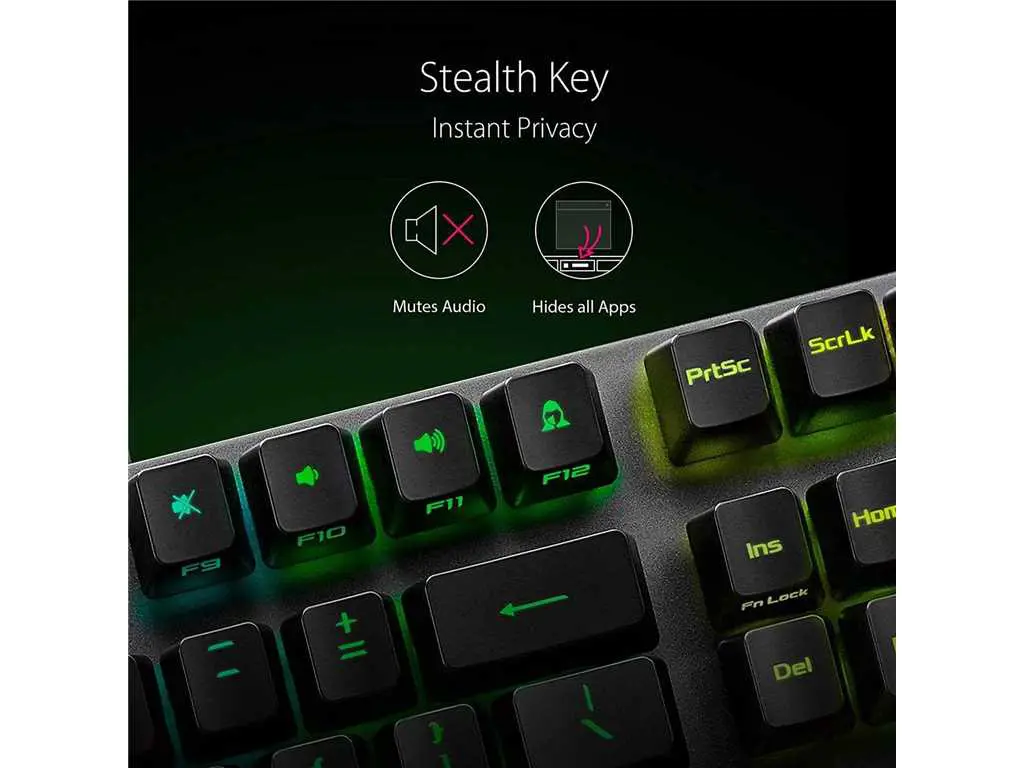 Stealth Key
Instant Privacy
Mutes Audio
Hides all Apps
PrtSc
ScrLk
F9
F10
F11
F12
Ins
Fn Lock
Del
+
=